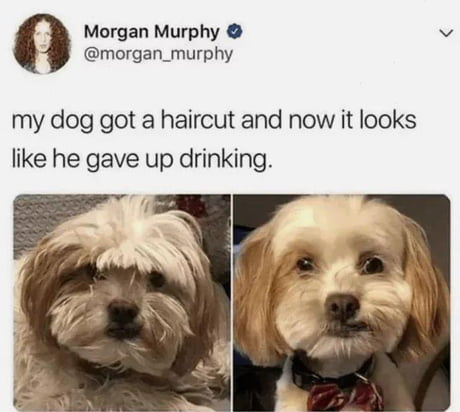 Morgan Murphy
@morgan_murphy
my dog got a haircut and now it looks
like he gave up drinking.